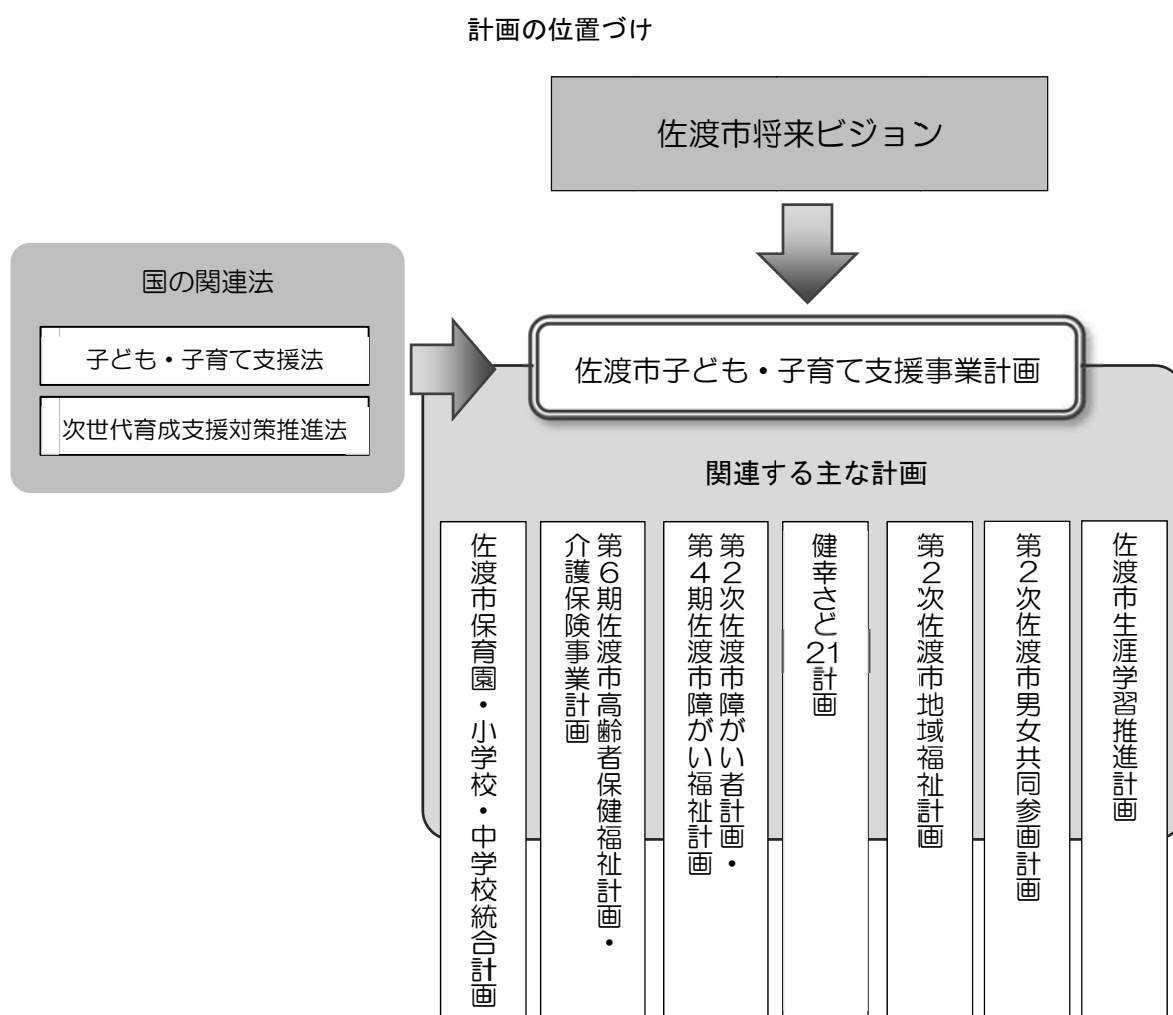 計画の位置づけ
佐渡市将来ビジョン
国の関連法
子ども・子育て支援法
次世代育成支援対策推進法
佐渡市子ども・子育て支援事業計画
関連する主な計画
佐渡市保育園・小学校・中学校統合計画
第6期佐渡市高齢者保健福祉計画・
介護保険事業計画
第2次佐渡市障がい者計画・
第4期佐渡市障がい福祉計画
健幸さど21計画
第2次佐渡市地域福祉計画
第2次佐渡市男女共同参画計画
佐渡市生涯学習推進計画